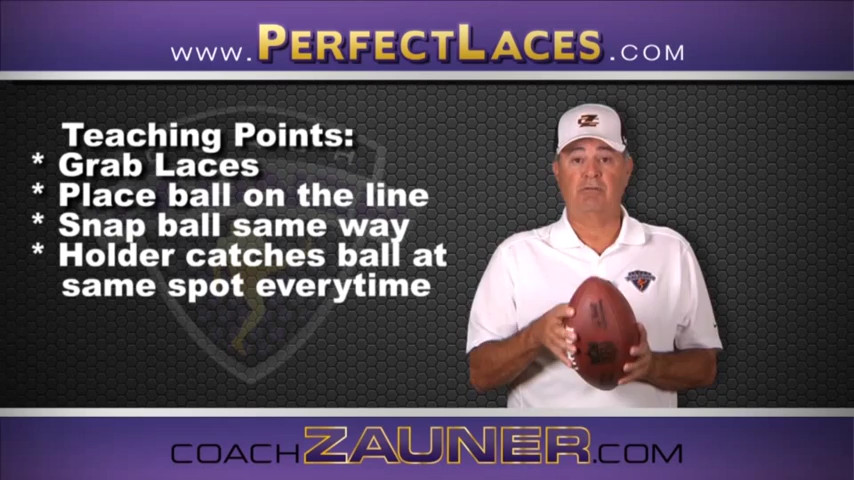 www.PERFECTLACES.COM
Teaching Points:
* Grab Laces
* Place ball on the line
* Snap ball same way
* Holder catches ball at
same spot everytime
Z
COACHZAUNER.COM